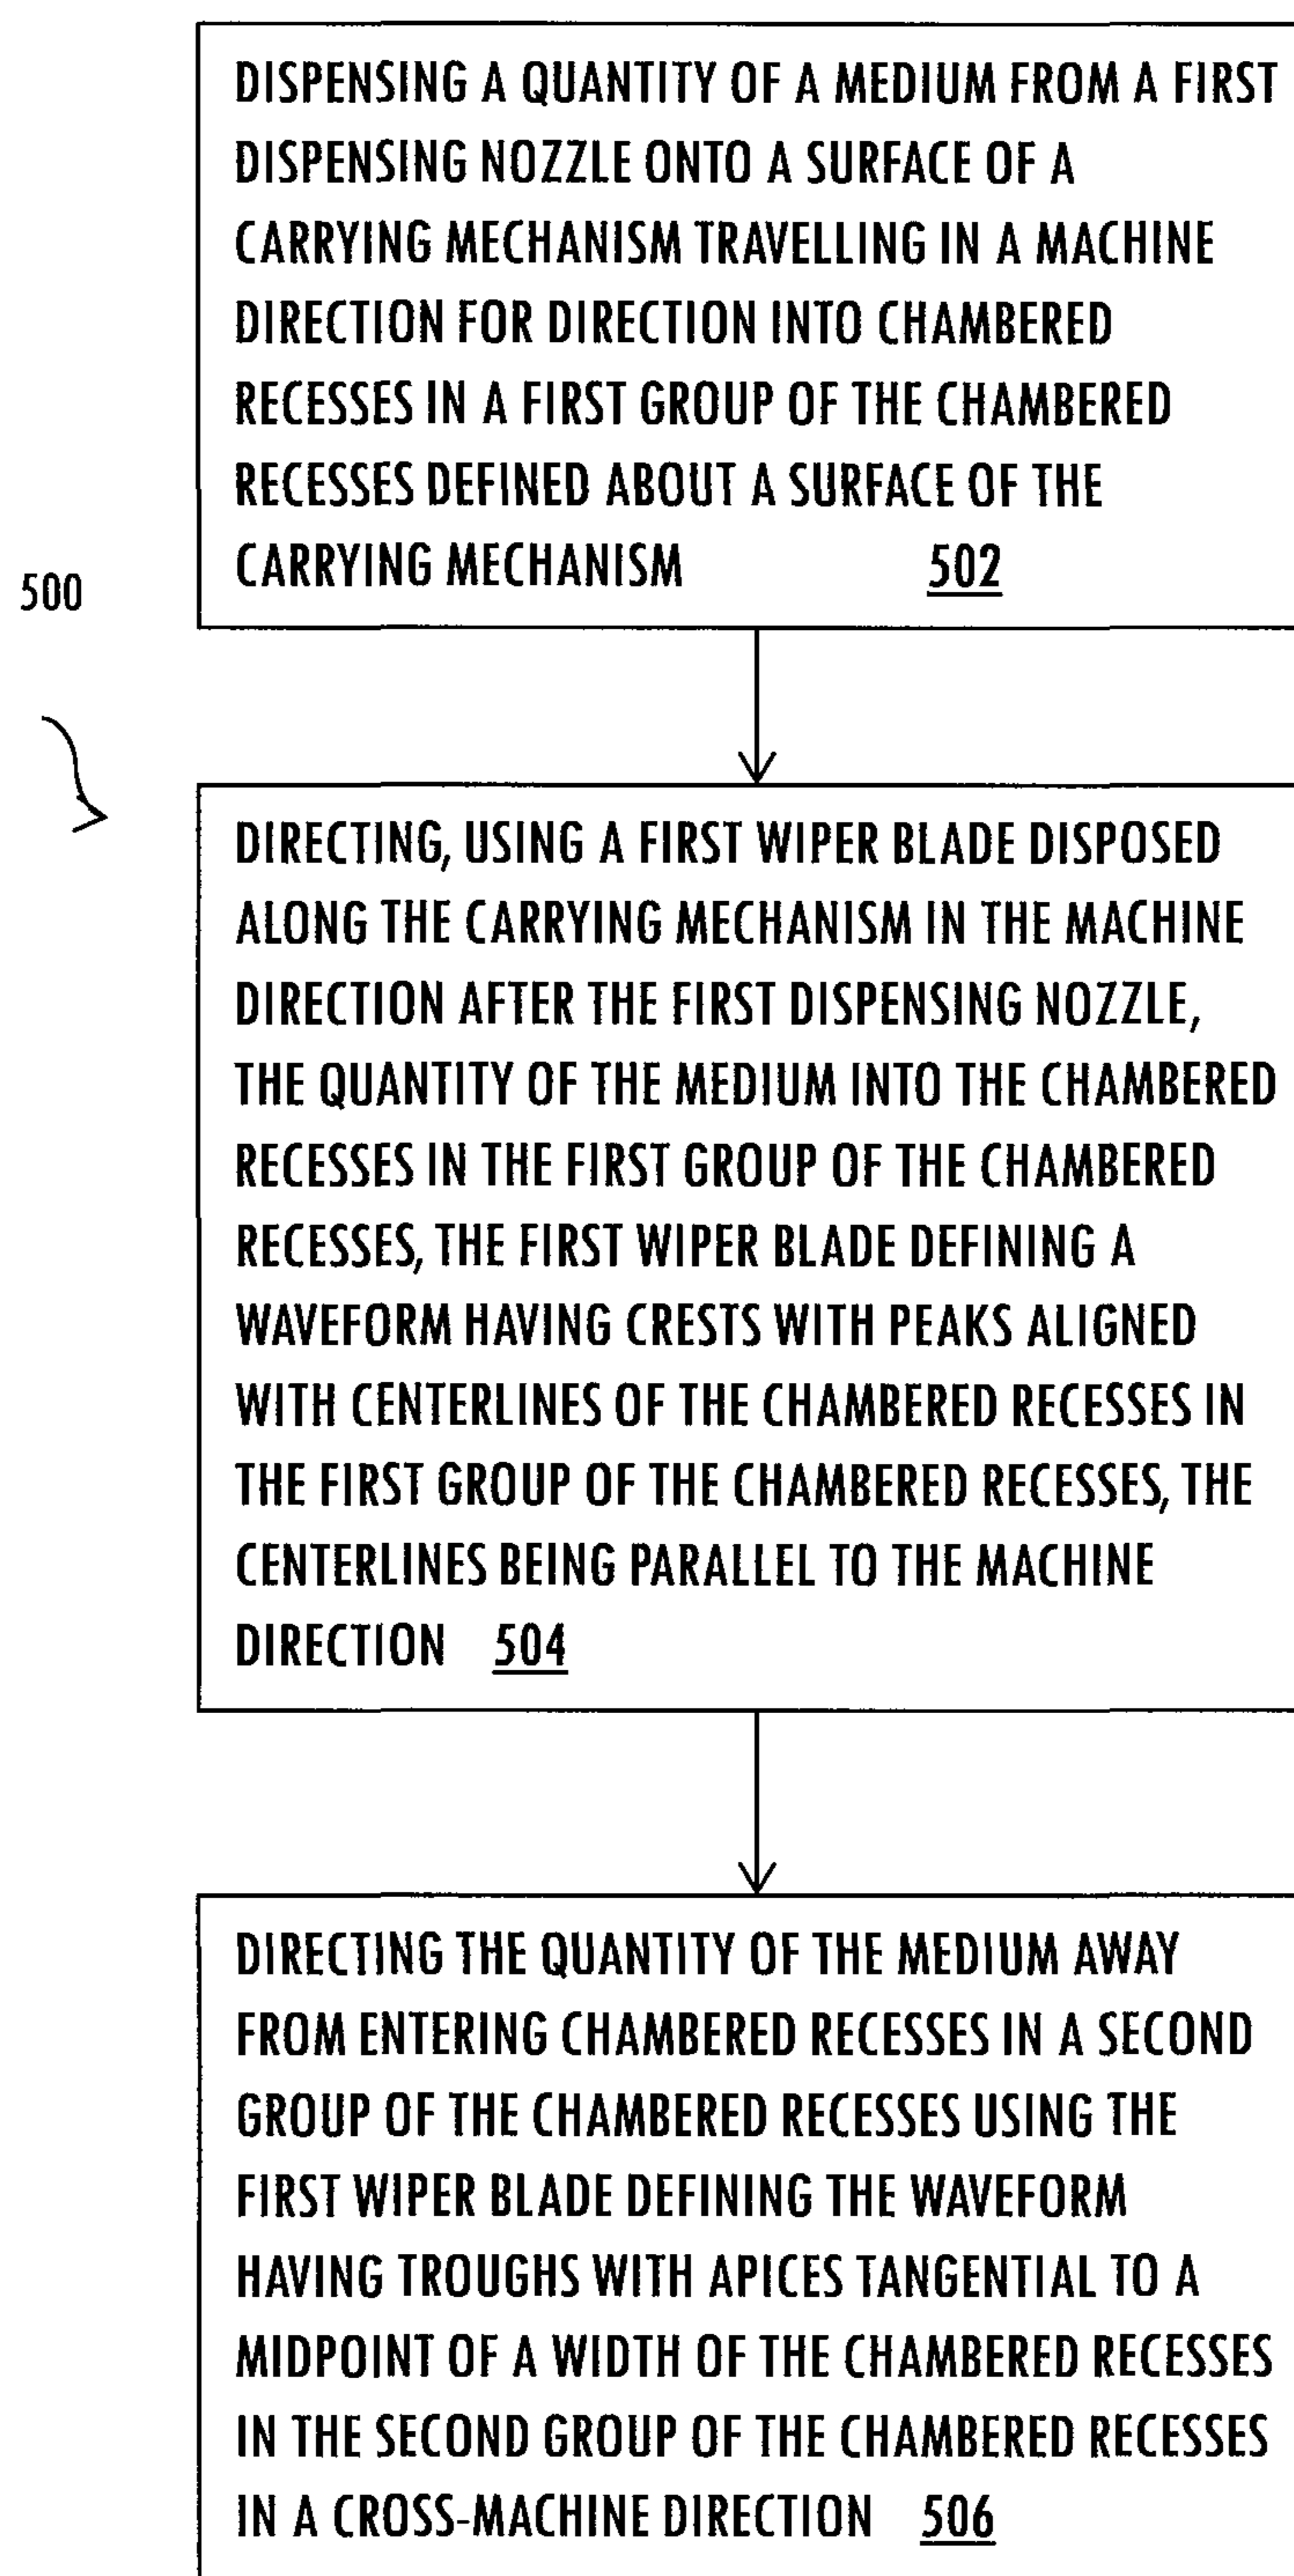 DISPENSING A QUANTITY OF A MEDIUM FROM A FIRST
DISPENSING NOZZLE ONTO A SURFACE OF A
CARRYING MECHANISM TRAVELLING IN A MACHINE
DIRECTION FOR DIRECTION INTO CHAMBERED
RECESSES IN A FIRST GROUP OF THE CHAMBERED
RECESSES DEFINED ABOUT A SURFACE OF THE
CARRYING MECHANISM 502
500
DIRECTING, USING A FIRST WIPER BLADE DISPOSED
ALONG THE CARRYING MECHANISM IN THE MACHINE
DIRECTION AFTER THE FIRST DISPENSING NOZZLE,
THE QUANTITY OF THE MEDIUM INTO THE CHAMBERED
RECESSES IN THE FIRST GROUP OF THE CHAMBERED
RECESSES, THE FIRST WIPER BLADE DEFINING A
WAVEFORM HAVING CRESTS WITH PEAKS ALIGNED
WITH CENTERLINES OF THE CHAMBERED RECESSES IN
THE FIRST GROUP OF THE CHAMBERED RECESSES, THE
CENTERLINES BEING PARALLEL TO THE MACHINE
DIRECTION 504
DIRECTING THE QUANTITY OF THE MEDIUM AWAY
FROM ENTERING CHAMBERED RECESSES IN A SECOND
GROUP OF THE CHAMBERED RECESSES USING THE
FIRST WIPER BLADE DEFINING THE WAVEFORM
HAVING TROUGHS WITH APICES TANGENTIAL TO A
MIDPOINT OF A WIDTH OF THE CHAMBERED RECESSES
IN THE SECOND GROUP OF THE CHAMBERED RECESSES
IN A CROSS-MACHINE DIRECTION 506